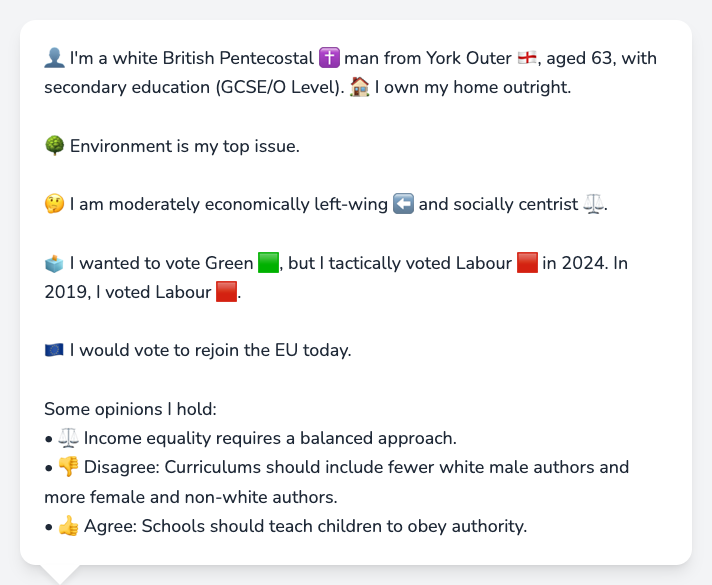 👤 I'm a white British Pentecostal ✝️ man from York Outer 🏴󠁧󠁢󠁥󠁮󠁧󠁿, aged 63, with
secondary education (GCSE/O Level). 🏠 I own my home outright.
🌳 Environment is my top issue.
🤔 I am moderately economically left-wing ⬅️ and socially centrist ⚖️.
🗳️ I wanted to vote Green 🟩, but I tactically voted Labour 🟥 in 2024. In
2019, I voted Labour 🟥.
🇪🇺 I would vote to rejoin the EU today.
Some opinions I hold:
• ⚖️ Income equality requires a balanced approach.
• 👎 Disagree: Curriculums should include fewer white male authors and
more female and non-white authors.
• 👍 Agree: Schools should teach children to obey authority.